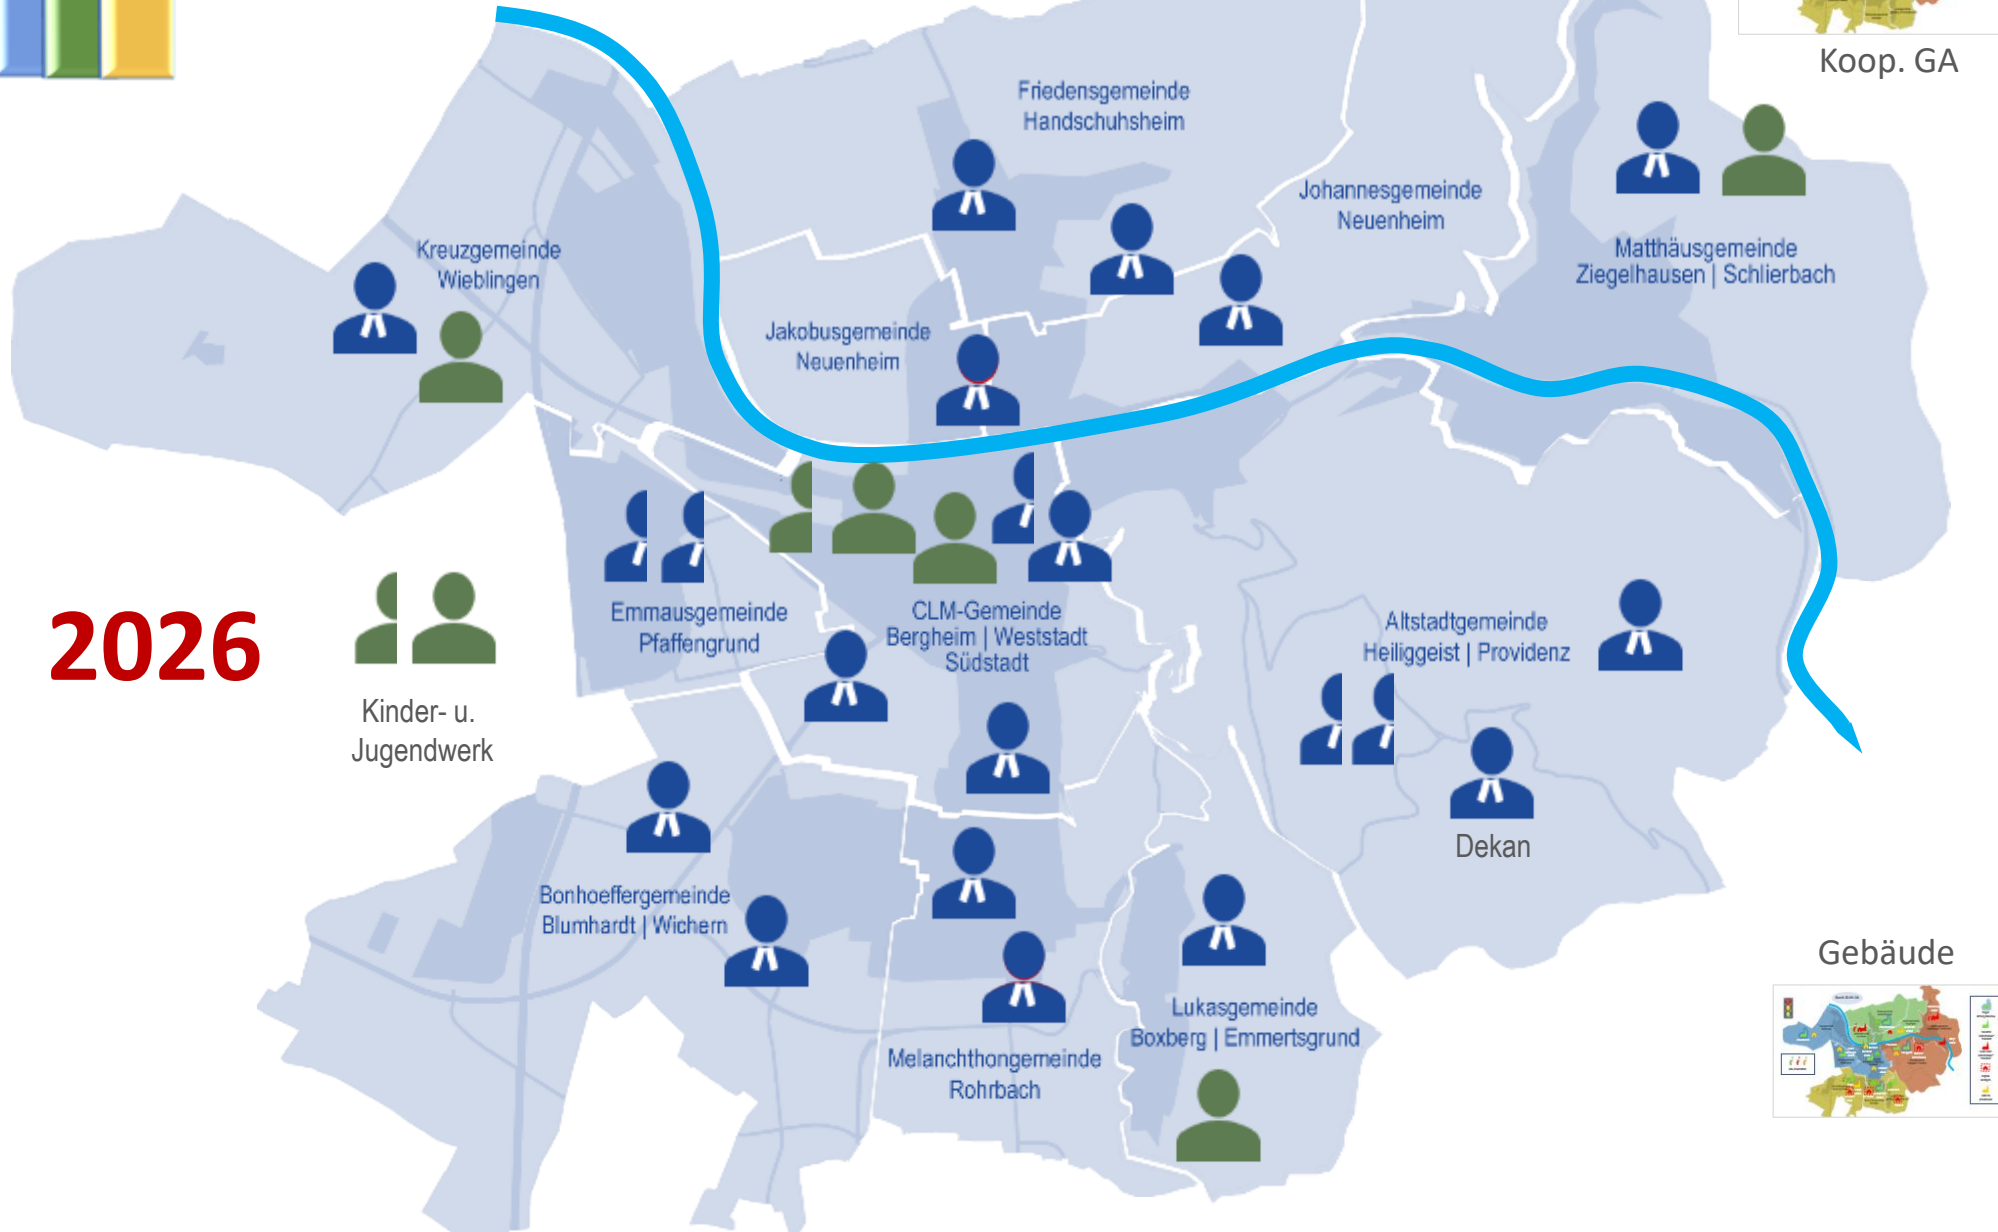 Koop. GA
Friedensgemeinde
Handschuhsheim
Johannesgemeinde
Neuenheim
Matthäusgemeinde
Ziegelhausen | Schlierbach
Kreuzgemeinde
Wieblingen
Jakobusgemeinde
Neuenheim
Emmausgemeinde
Pfaffengrund
CLM-Gemeinde
Bergheim | Weststadt
Südstadt
Altstadtgemeinde
Heiliggeist | Providenz
2026
Kinder- u.
Jugendwerk
Dekan
Bonhoeffergemeinde
Blumhardt | Wichern
Lukasgemeinde
Boxberg | Emmertsgrund
Melanchthongemeinde
Rohrbach
Gebäude